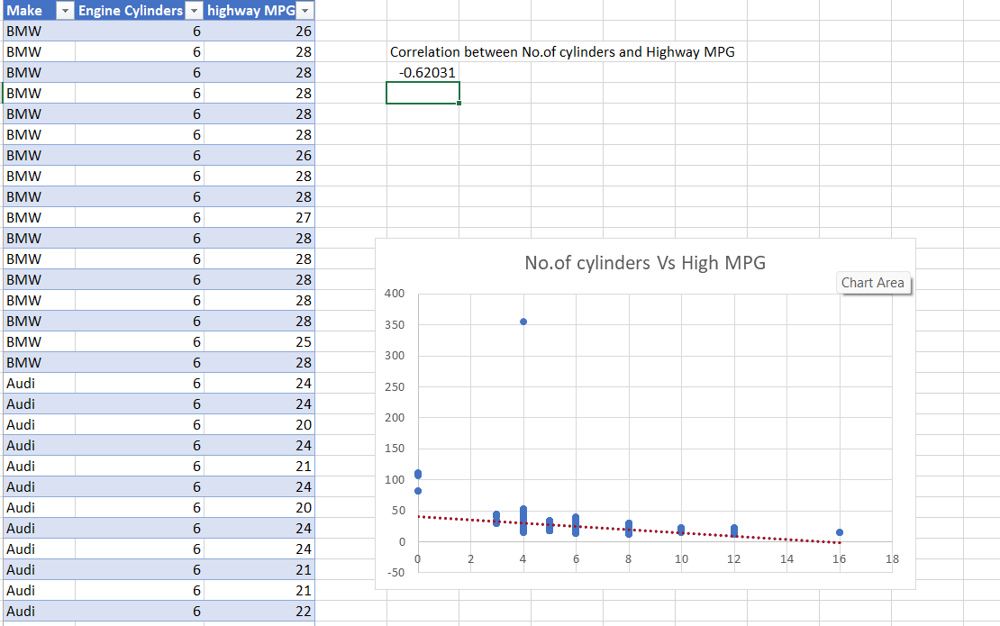 Make Engine Cylinders highway MPG
BMW 6 26
BMW 6 28 Correlation between No.of cylinders and Highway MPG
BMW 6 28 -0.62031
BMW 6 28
BMW 6 28
BMW 6 28
BMW 6 26
BMW 6 28
BMW 6 28
BMW 6 27
BMW 6 28
BMW 6 28
BMW 6 28
BMW 6 28
BMW 6 28
BMW 6 25
BMW 6 28
Audi 6 24
Audi 6 24
Audi 6 20
Audi 6 24
Audi 6 21
Audi 6 24
Audi 6 20
Audi 6 24
Audi 6 24
Audi 6 21
Audi 6 21
Audi 6 22
No.of cylinders Vs High MPG
Chart Area
400
350
300
250
200
150
100
50
0
-50
0 2 4 6 8 10 12 14 16 18